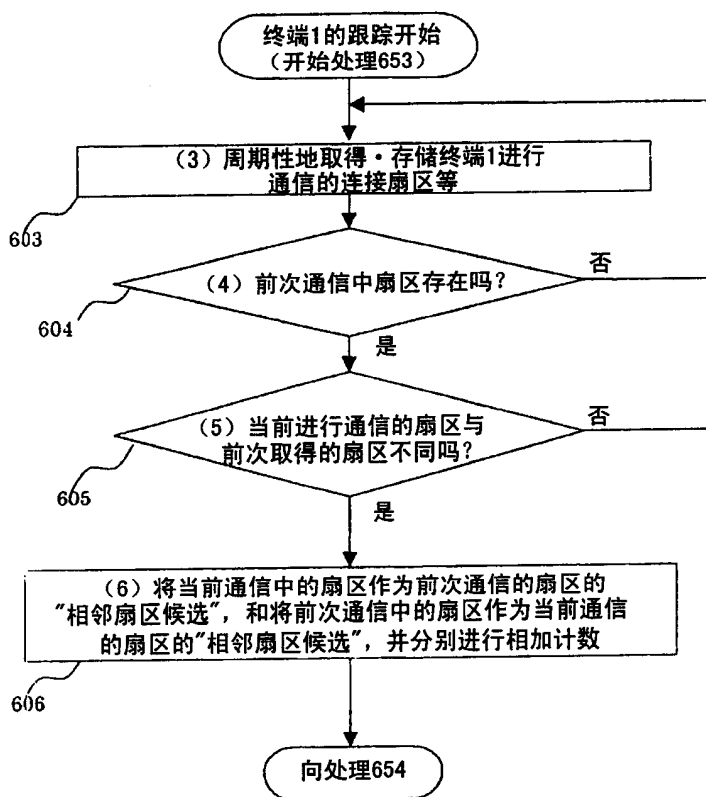 终端1的跟踪开始
（开始处理653）
（3）周期性地取得·存储终端1进行
通信的连接扇区等
603
（4）前次通信中扇区存在吗？
否
604
是
（5）当前进行通信的扇区与
前次取得的扇区不同吗？
否
605
是
（6）将当前通信中的扇区作为前次通信的扇区的
"相邻扇区候选"，和将前次通信中的扇区作为当前通信
的扇区的"相邻扇区候选"，并分别进行相加计数
606
向处理654